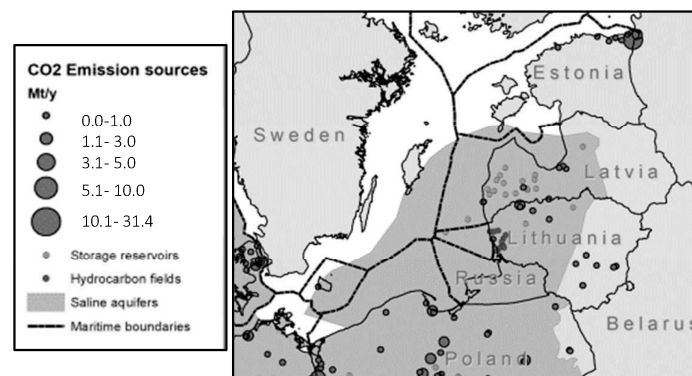 CO2 Emission sources
Mt/y
0.0-1.0
1.1- 3.0
3.1- 5.0
5.1- 10.0
10.1- 31.4
Storage reservoirs
Hydrocarbon fields
Saline aquifers
Maritime boundaries
Estonia
Sweden
Latvia
Lithuania
Russia
Belarus
Poland